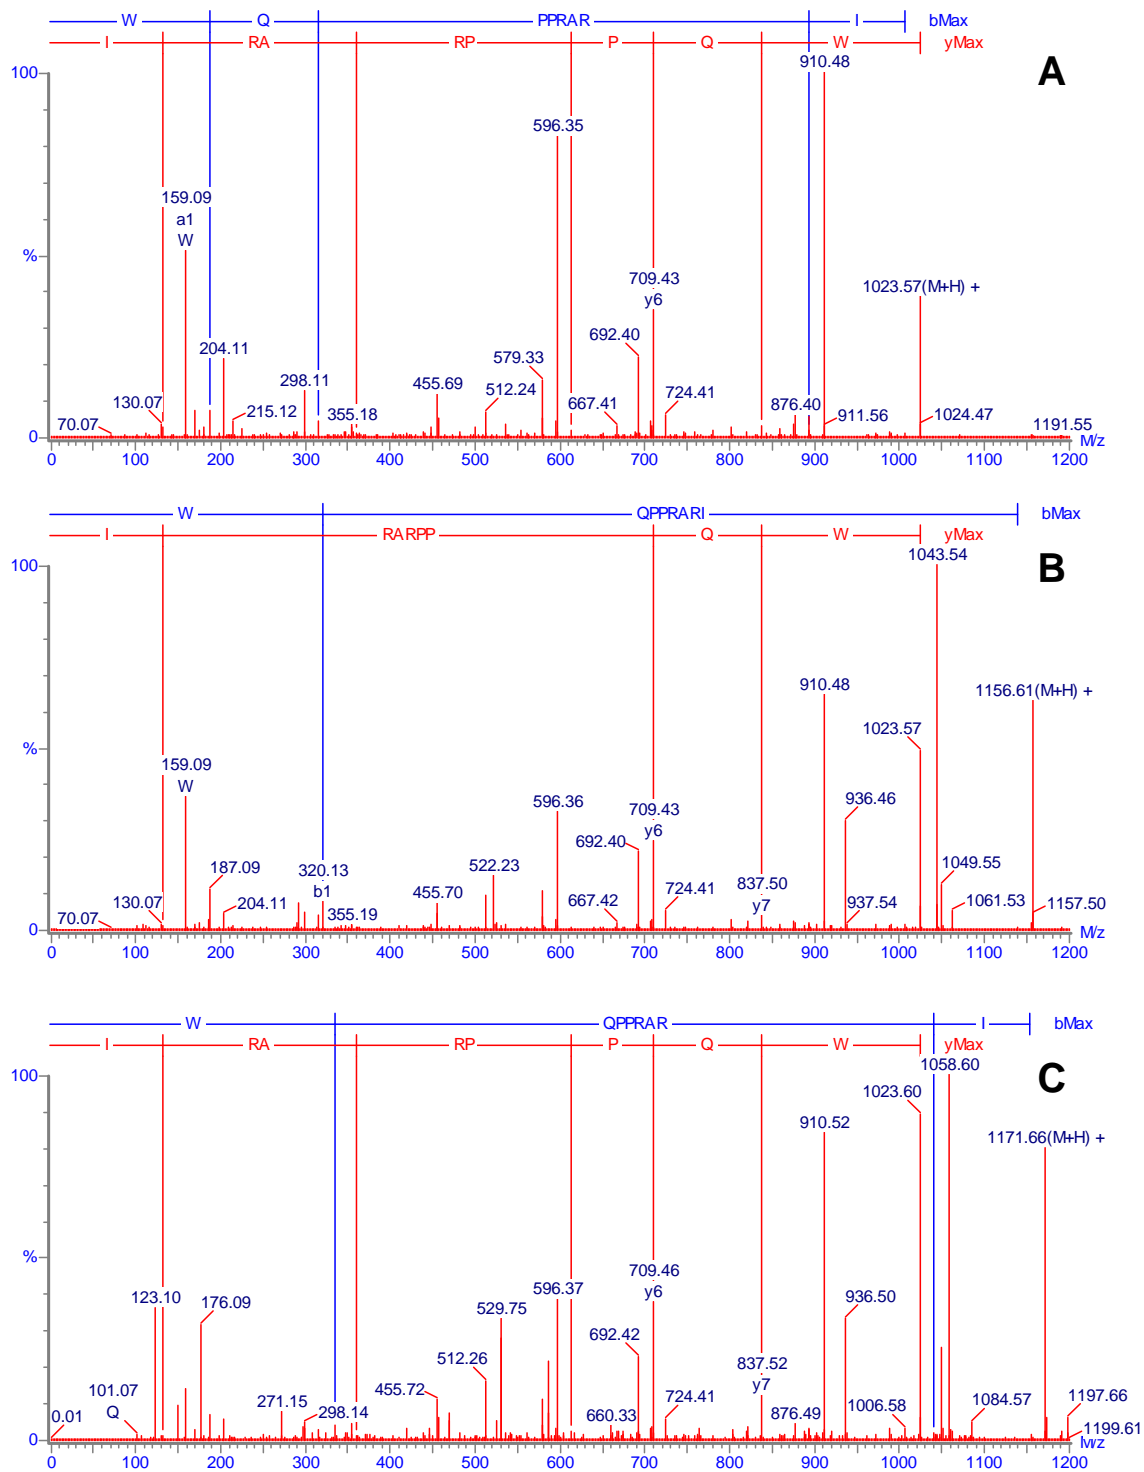 W Q PPRAR I bMax
I RA RP P Q W yMax
A
100
910.48
596.35
159.09
a1
W
%
709.43
y6
1023.57(M+H) +
204.11
692.40
579.33
298.11
455.69
512.24
130.07
215.12
355.18
667.41
724.41
876.40
911.56
1024.47
70.07
1191.55
0
M/z
0 100 200 300 400 500 600 700 800 900 1000 1100 1200
W QPPRARI bMax
I RARPP Q W yMax
B
100
1043.54
910.48
1156.61(M+H) +
1023.57
%
159.09
W
596.36
709.43
y6
936.46
692.40
187.09
320.13
b1
522.23
1049.55
837.50
y7
130.07
204.11
455.70
70.07
355.19
667.42
724.41
937.54
1061.53
1157.50
0
M/z
0 100 200 300 400 500 600 700 800 900 1000 1100 1200
W QPPRAR I bMax
I RA RP P Q W yMax
C
100
1058.60
1023.60
910.52
1171.66(M+H) +
%
709.46
y6
123.10
176.09
596.37
529.75
936.50
692.42
837.52
y7
512.26
455.72
101.07
Q
271.15
298.14
0.01
660.33
724.41
876.49
1006.58
1084.57
1197.66
1199.61
0
M/z
0 100 200 300 400 500 600 700 800 900 1000 1100 1200